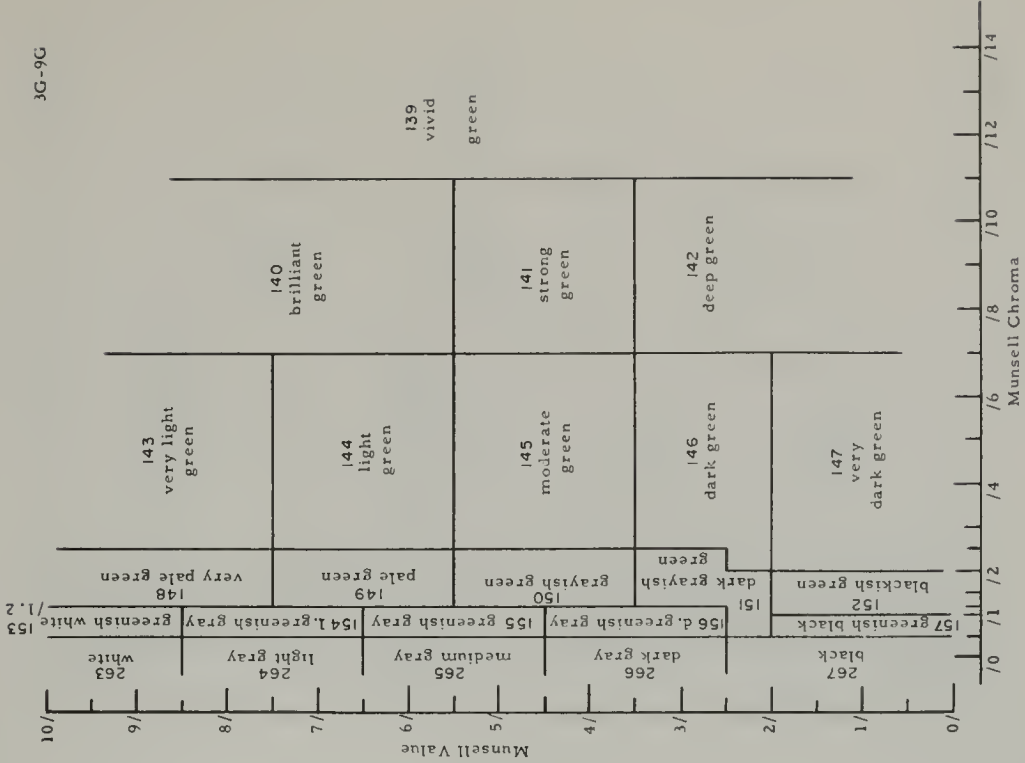 3G-9G
139
vivid
green
140
brilliant
green
141
strong
green
142
deep green
143
very light
green
144
light
green
145
moderate
green
146
dark green
147
very
dark green
148
very pale green
149
pale green
150
grayish green
151
dark grayish
green
152
blackish green
/1.2
153 greenish white
154 l. greenish gray
155 greenish gray
156 d. greenish gray
157 greenish black
263
white
264
light gray
265
medium gray
266
dark gray
267
black
10/
9/
8/
7/
6/
5/
4/
3/
2/
1/
0/
Munsell Value
/0
/1
/2
/4
/6
/8
/10
/12
/14
Munsell Chroma